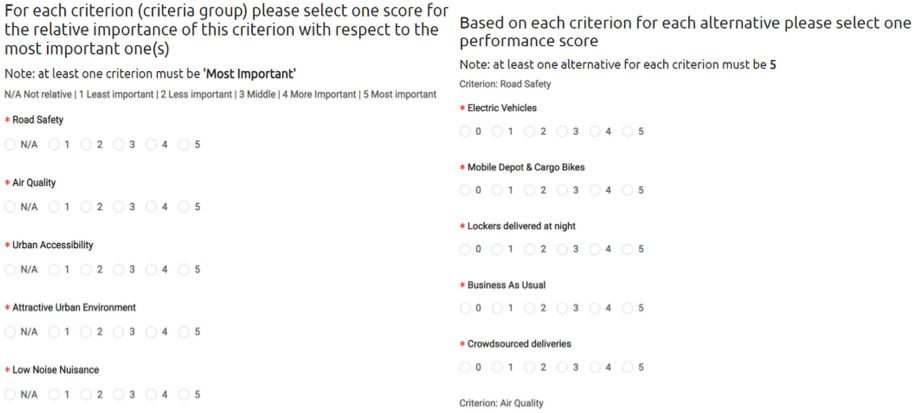 For each criterion (criteria group) please select one score for
the relative importance of this criterion with respect to the
most important one(s)
Note: at least one criterion must be 'Most Important'
N/A Not relative | 1 Least important | 2 Less important | 3 Middle | 4 More Important | 5 Most important
* Road Safety
N/A 1 2 3 4 5
* Air Quality
N/A 1 2 3 4 5
* Urban Accessibility
N/A 1 2 3 4 5
* Attractive Urban Environment
N/A 1 2 3 4 5
* Low Noise Nuisance
N/A 1 2 3 4 5
Based on each criterion for each alternative please select one
performance score
Note: at least one alternative for each criterion must be 5
Criterion: Road Safety
* Electric Vehicles
0 1 2 3 4 5
* Mobile Depot & Cargo Bikes
0 1 2 3 4 5
* Lockers delivered at night
0 1 2 3 4 5
* Business As Usual
0 1 2 3 4 5
* Crowdsourced deliveries
0 1 2 3 4 5
Criterion: Air Quality